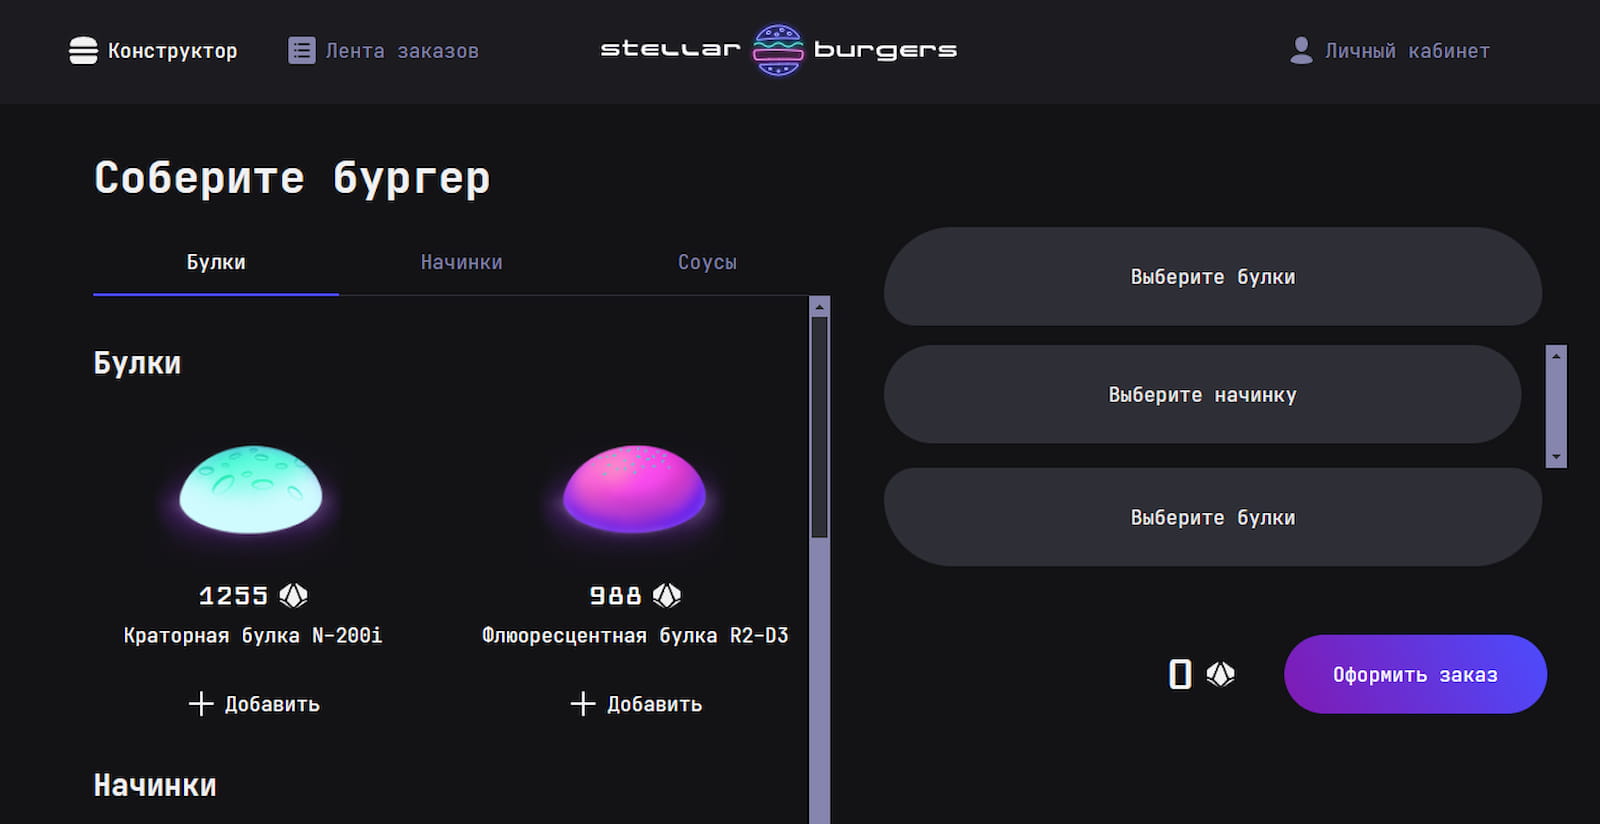 Конструктор
Лента заказов
stellar burgers
Личный кабинет
Соберите бургер
Булки
Начинки
Соусы
Булки
1255
Краторная булка N-200i
Добавить
988
Флюоресцентная булка R2-D3
Добавить
Начинки
Выберите булки
Выберите начинку
Выберите булки
0
Оформить заказ